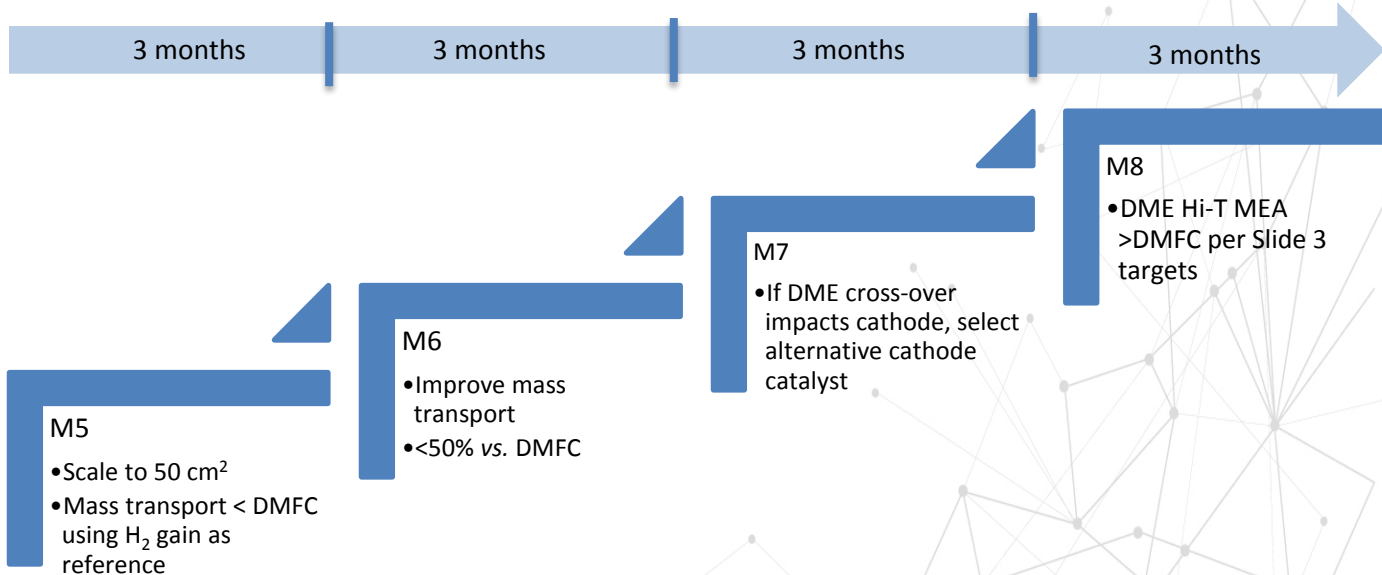 3 months
3 months
3 months
3 months
M5
•Scale to 50 cm²
•Mass transport < DMFC
using H₂ gain as
reference
M6
•Improve mass
transport
•<50% vs. DMFC
M7
•If DME cross-over
impacts cathode, select
alternative cathode
catalyst
M8
•DME Hi-T MEA
>DMFC per Slide 3
targets